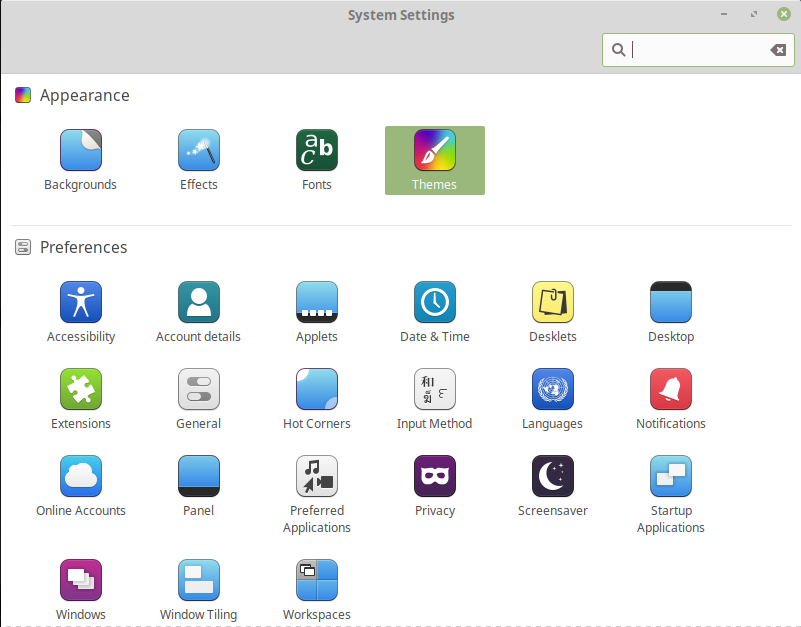 System Settings
Appearance
Backgrounds
Effects
Fonts
Themes
Preferences
Accessibility
Account details
Applets
Date & Time
Desklets
Desktop
Extensions
General
Hot Corners
Input Method
Languages
Notifications
Online Accounts
Panel
Preferred
Applications
Privacy
Screensaver
Startup
Applications
Windows
Window Tiling
Workspaces